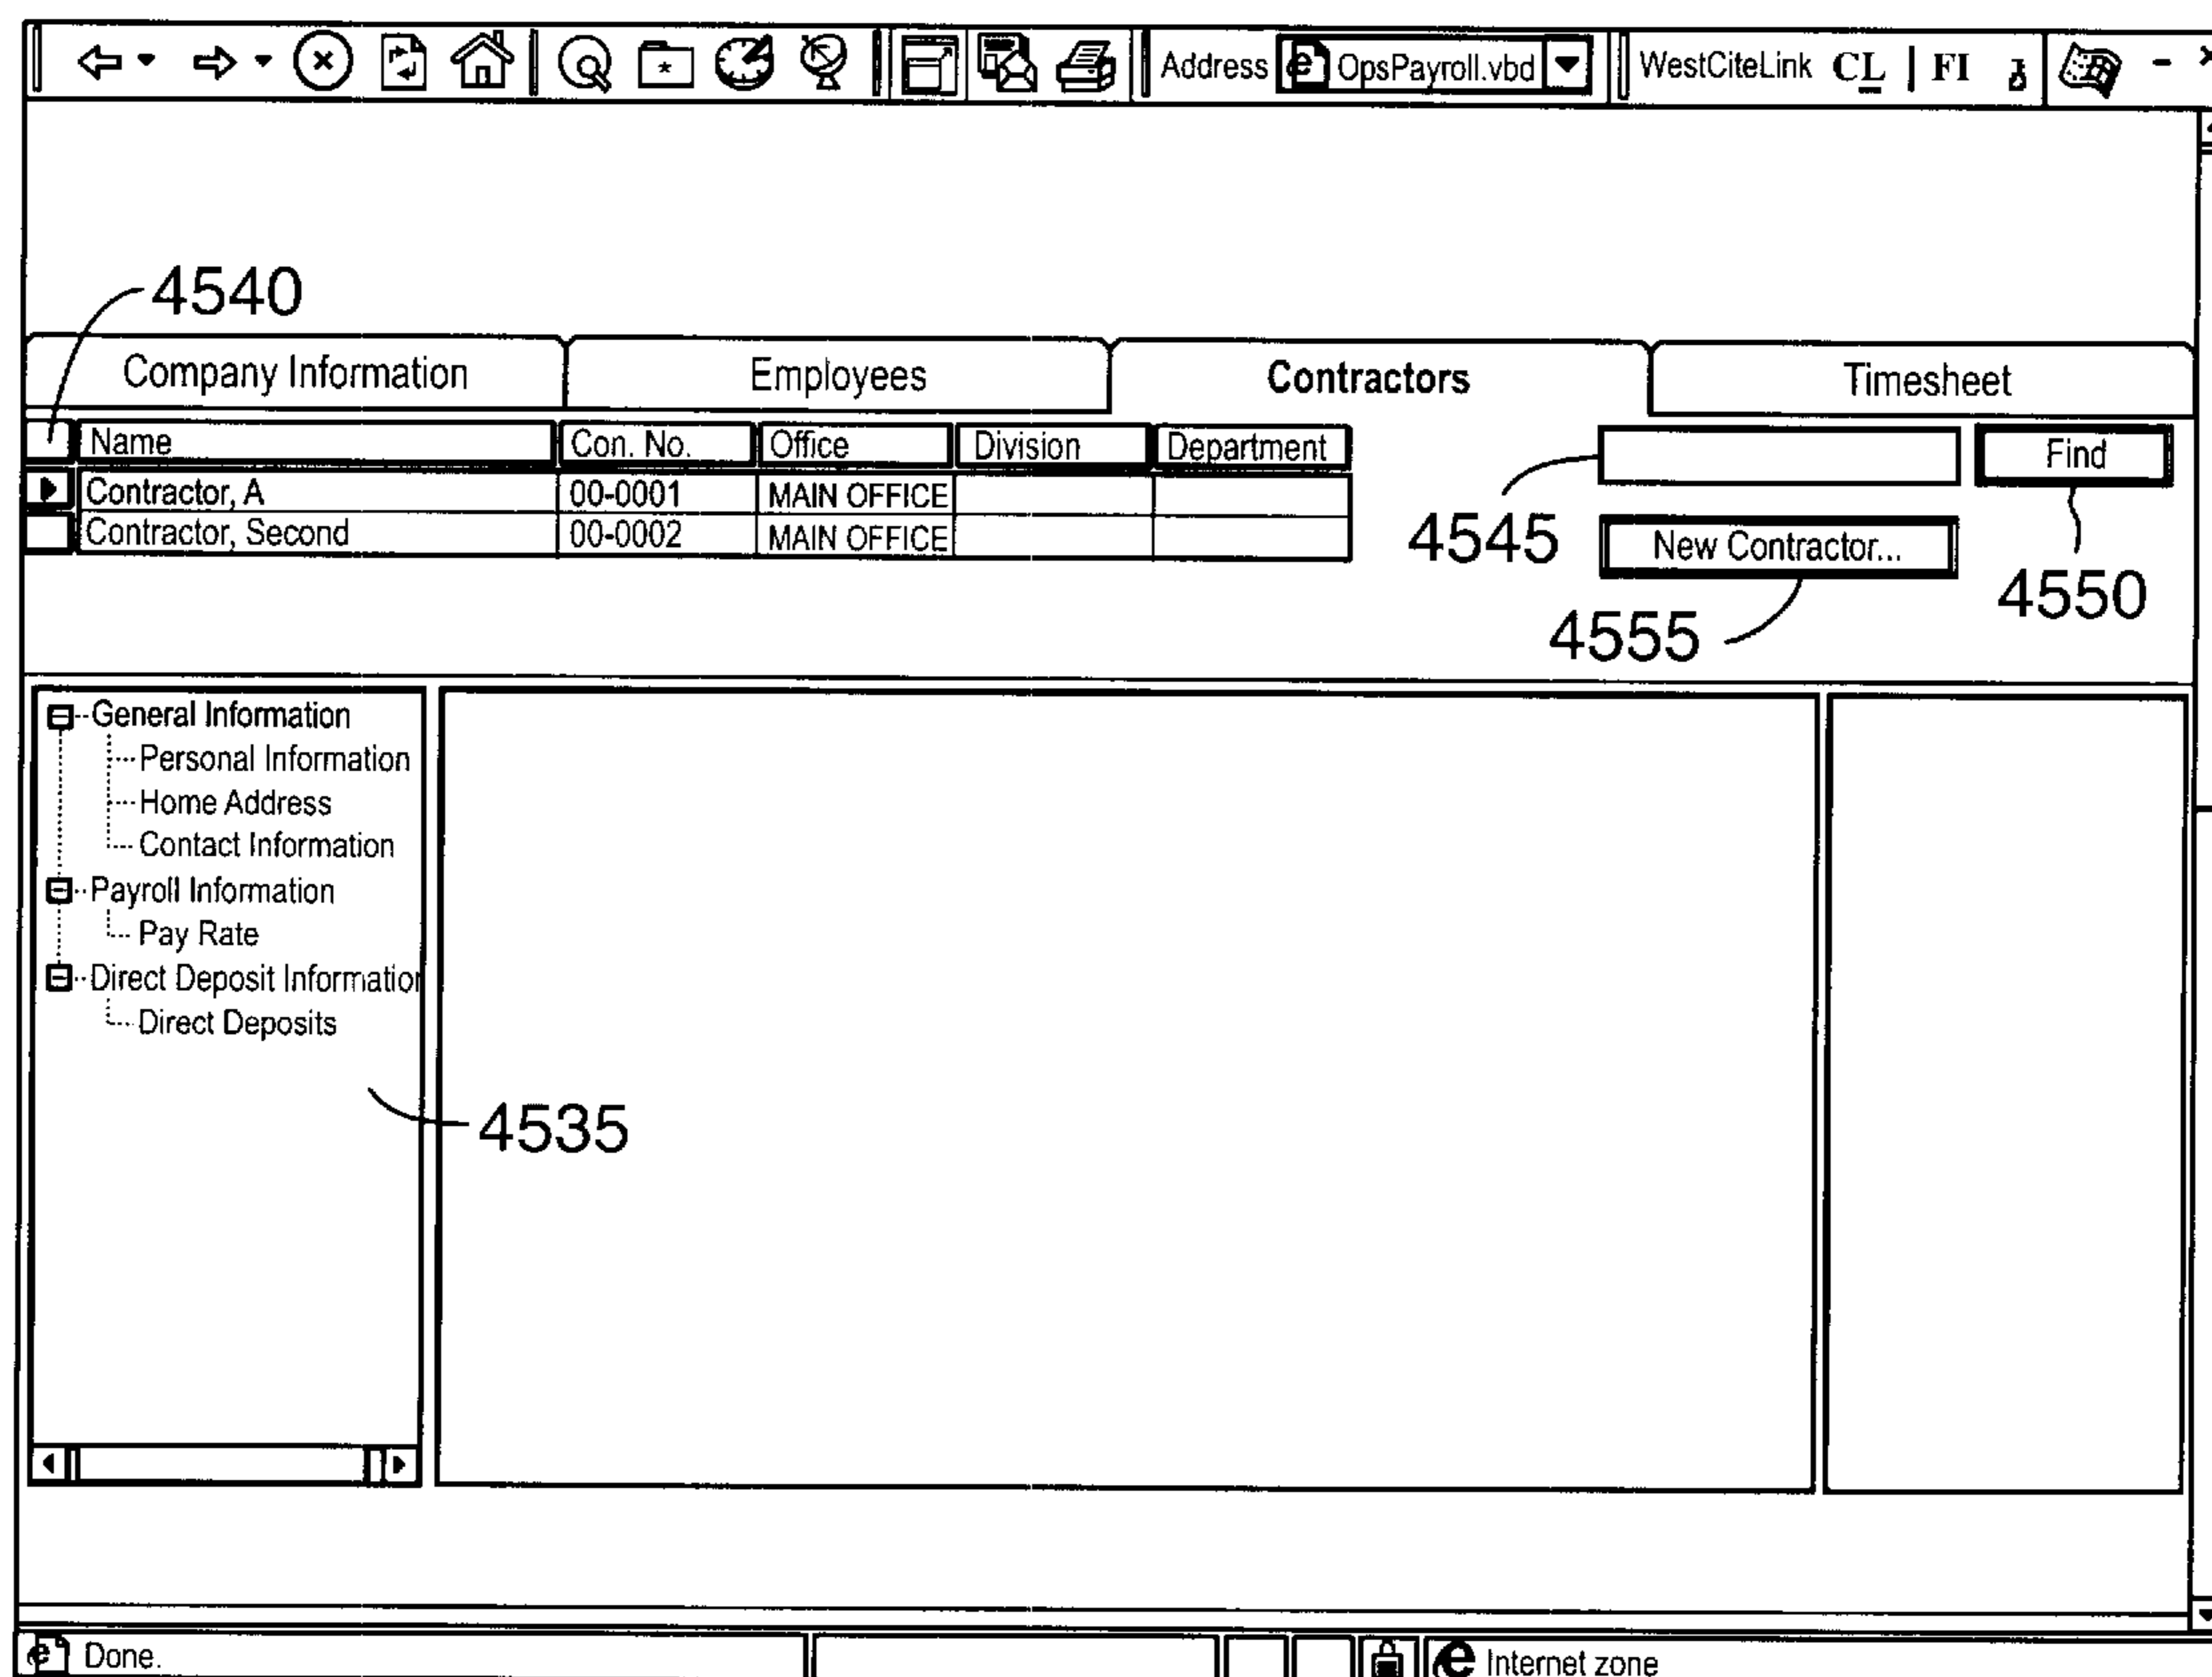 Address OpsPayroll.vbd WestCiteLink CL | FI
4540
Company Information Employees Contractors Timesheet
Name Con. No. Office Division Department Find
Contractor, A 00-0001 MAIN OFFICE
Contractor, Second 00-0002 MAIN OFFICE
4545 New Contractor... 4550
4555
General Information
Personal Information
Home Address
Contact Information
Payroll Information
Pay Rate
Direct Deposit Information
Direct Deposits
4535
Done. Internet zone